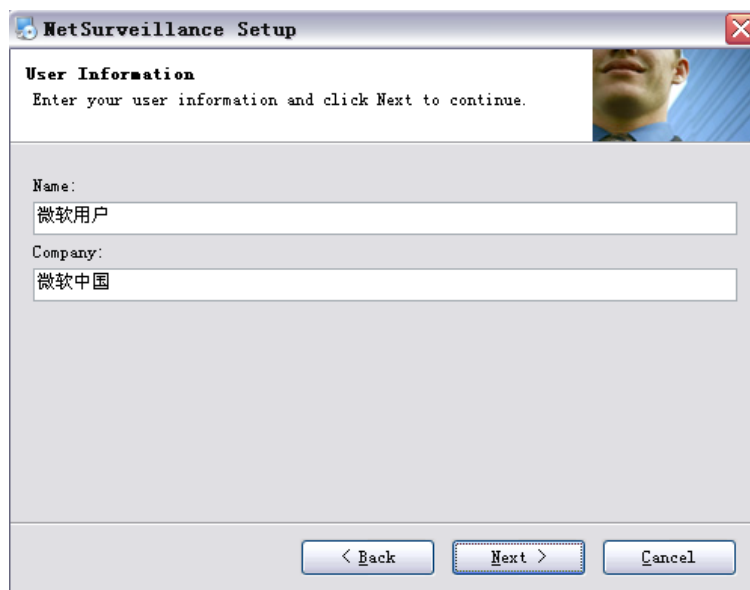 NetSurveillance Setup
User Information
Enter your user information and click Next to continue.
Name:
微软用户
Company:
微软中国
< Back
Next >
Cancel